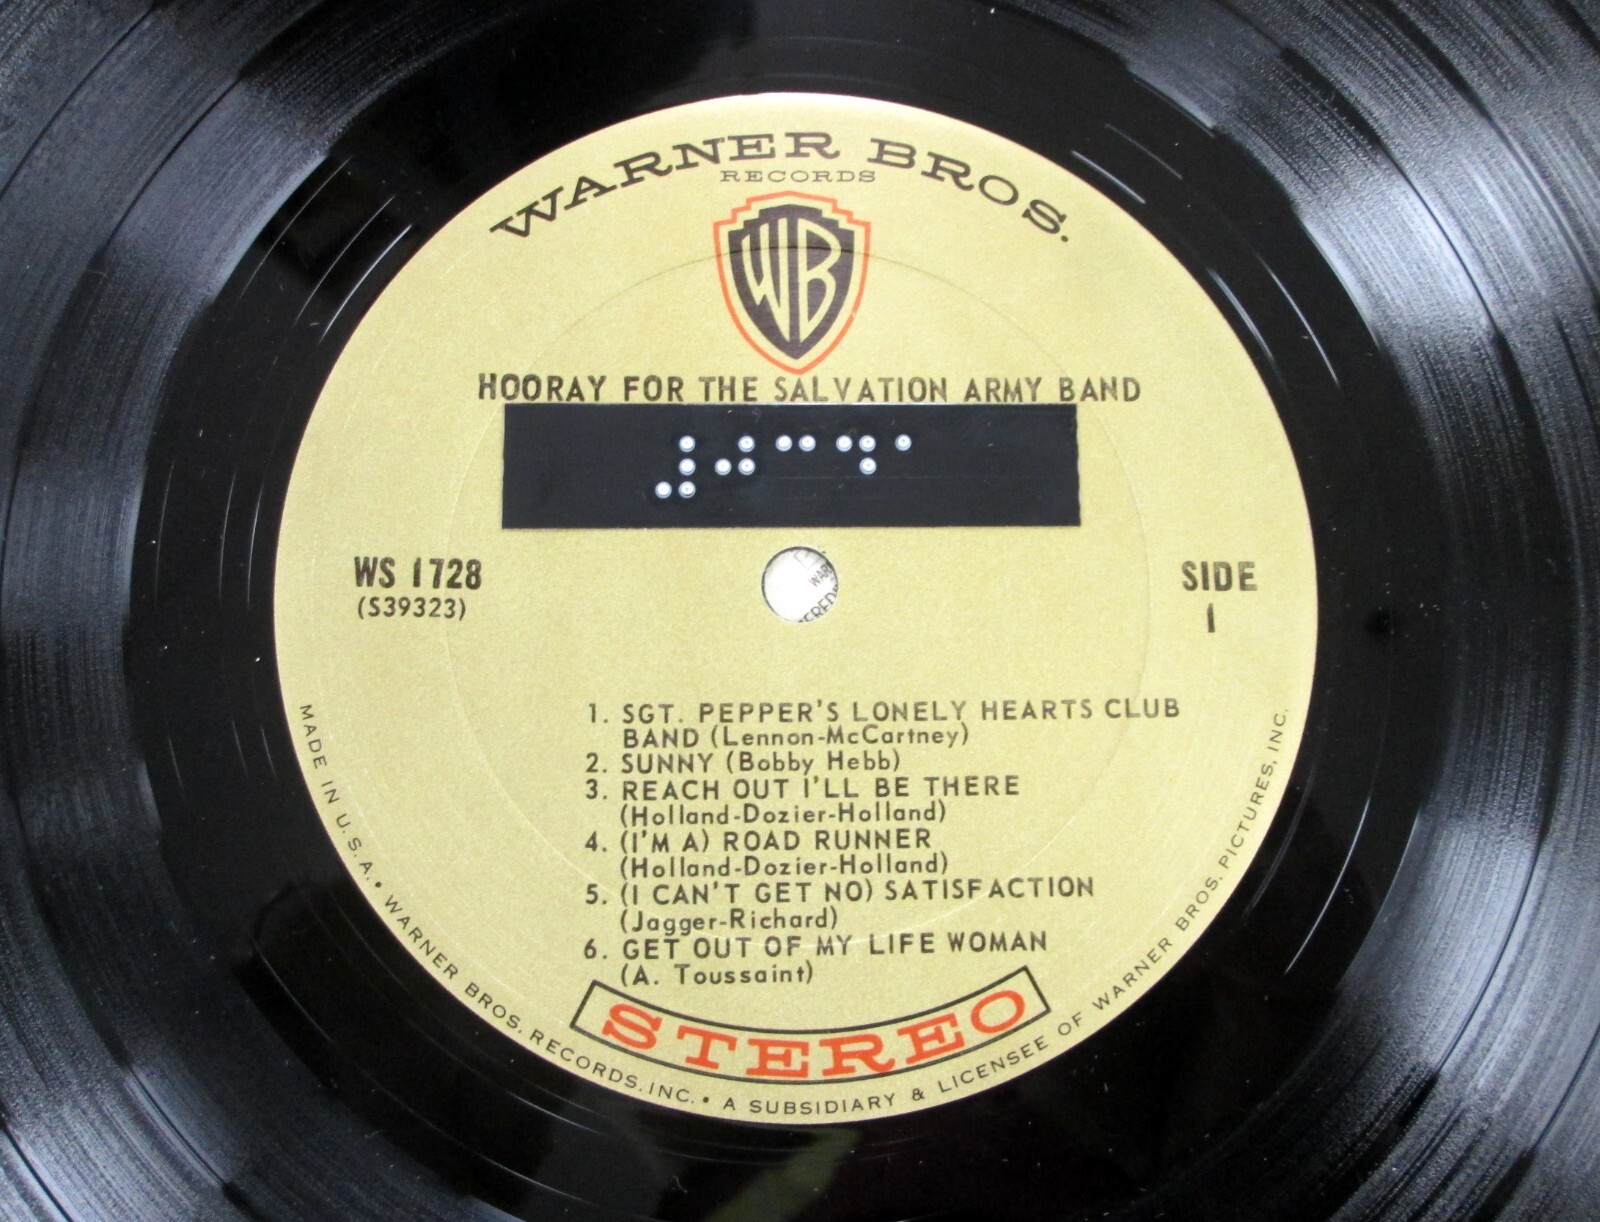 WARNER BROS.
RECORDS
WB
HOORAY FOR THE SALVATION ARMY BAND
⠼⠚⠉⠙⠁
WS 1728
(S39323)
SIDE
1
1. SGT. PEPPER'S LONELY HEARTS CLUB
BAND (Lennon-McCartney)
2. SUNNY (Bobby Hebb)
3. REACH OUT I'LL BE THERE
(Holland-Dozier-Holland)
4. (I'M A) ROAD RUNNER
(Holland-Dozier-Holland)
5. (I CAN'T GET NO) SATISFACTION
(Jagger-Richard)
6. GET OUT OF MY LIFE WOMAN
(A. Toussaint)
STEREO
MADE IN U.S.A. • WARNER BROS. RECORDS, INC. • A SUBSIDIARY & LICENSEE OF WARNER BROS. PICTURES, INC.